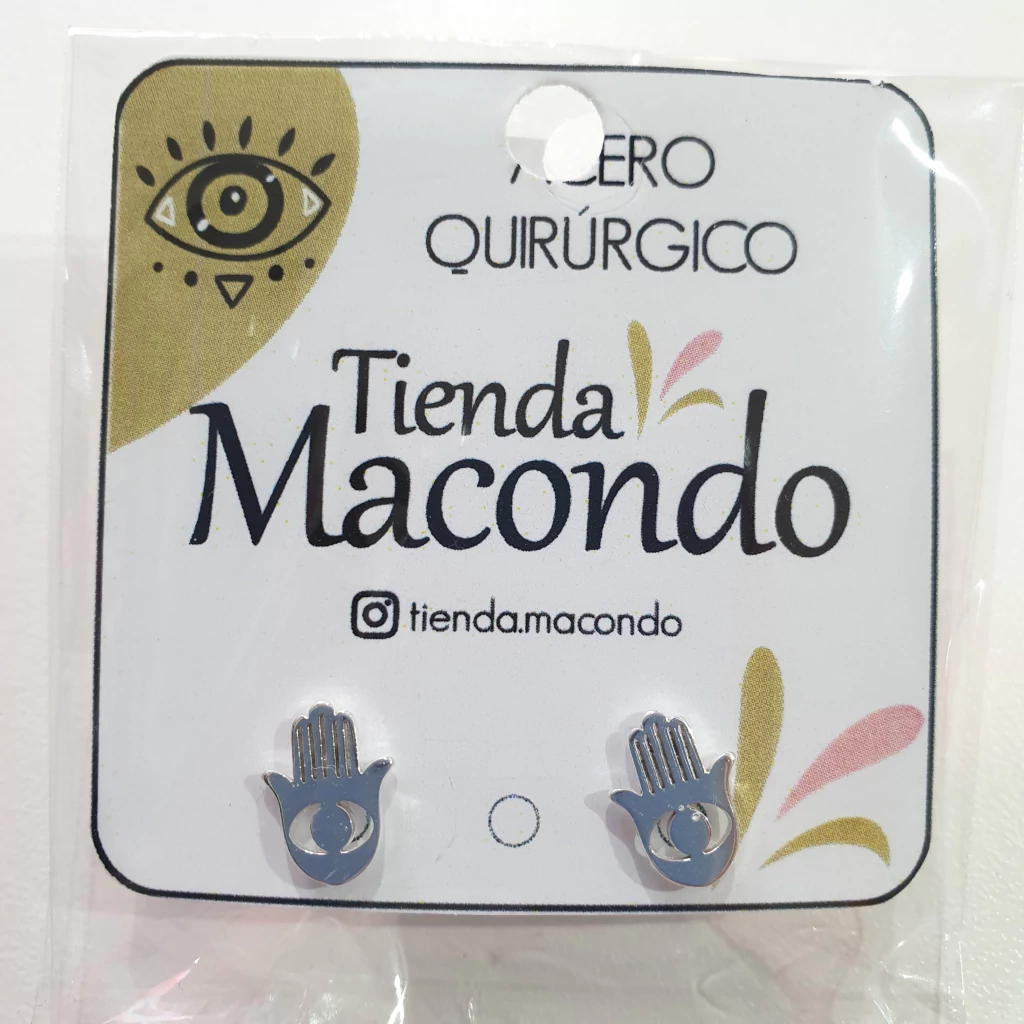 ACERO
QUIRÚRGICO
Tienda
Macondo
tienda.macondo